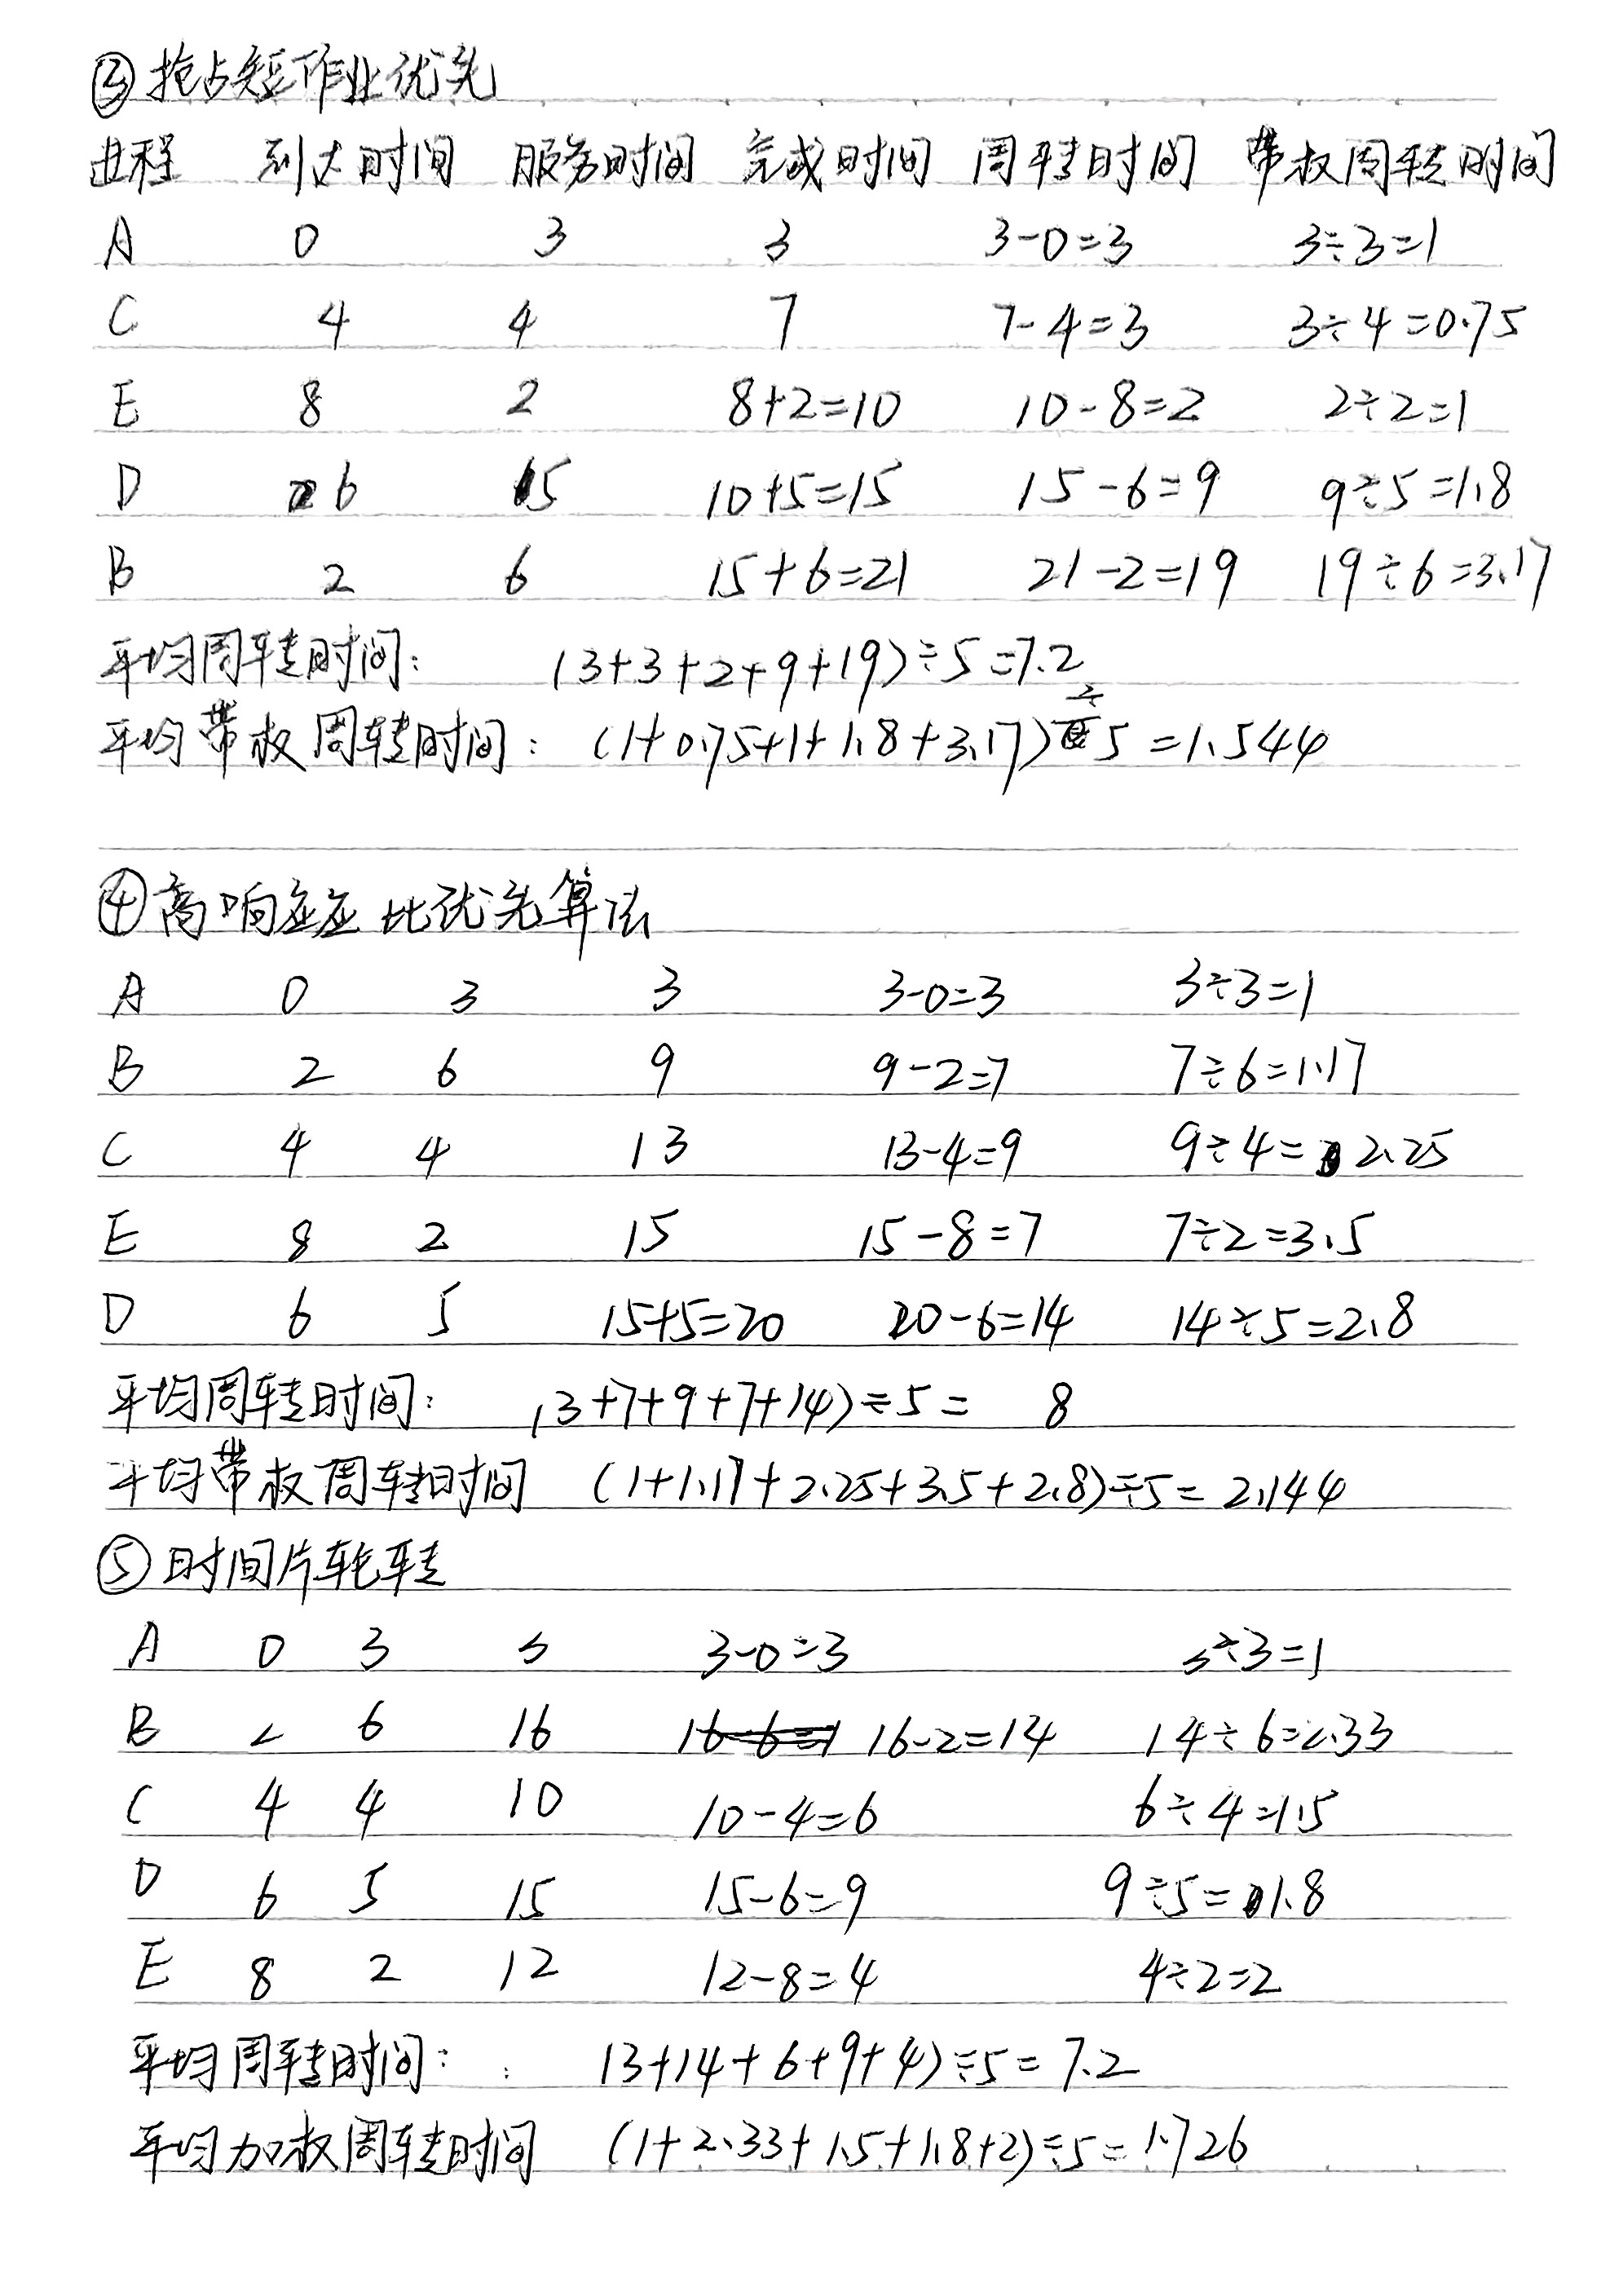 ③抢占短作业优先
进程 到达时间 服务时间 完成时间 周转时间 带权周转时间
A 0 3 3 3-0=3 3÷3=1
C 4 4 7 7-4=3 3÷4=0.75
E 8 2 8+2=10 10-8=2 2÷2=1
D 6 5 10+5=15 15-6=9 9÷5=1.8
B 2 6 15+6=21 21-2=19 19÷6=3.17
平均周转时间: (3+3+2+9+19)÷5=7.2
平均带权周转时间: (1+0.75+1+1.8+3.17)÷5=1.544
④高响应应比优先算法
A 0 3 3 3-0=3 3÷3=1
B 2 6 9 9-2=7 7÷6=1.17
C 4 4 13 13-4=9 9÷4=2.25
E 8 2 15 15-8=7 7÷2=3.5
D 6 5 15+5=20 20-6=14 14÷5=2.8
平均周转时间: (3+7+9+7+14)÷5= 8
平均带权周转时间 (1+1.17+2.25+3.5+2.8)÷5=2.144
⑤时间片轮转
A 0 3 3 3-0=3 3÷3=1
B 2 6 16 16-6=1 16-2=14 14÷6=2.33
C 4 4 10 10-4=6 6÷4=1.5
D 6 5 15 15-6=9 9÷5=1.8
E 8 2 12 12-8=4 4÷2=2
平均周转时间: (3+14+6+9+4)÷5=7.2
平均加权周转时间 (1+2.33+1.5+1.8+2)÷5=1.726